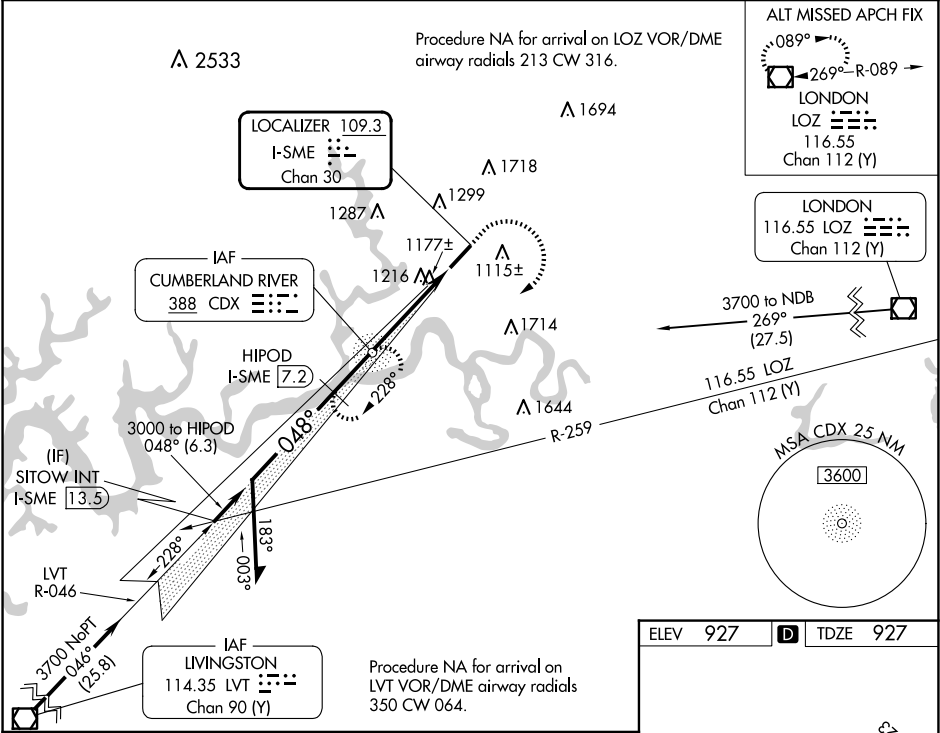 ALT MISSED APCH FIX
089°
269° R-089
LONDON
LOZ
116.55
Chan 112 (Y)
Procedure NA for arrival on LOZ VOR/DME
airway radials 213 CW 316.
2533
1694
LOCALIZER 109.3
I-SME
Chan 30
1718
1299
1287
LONDON
116.55 LOZ
Chan 112 (Y)
1177±
1216
1115±
IAF
CUMBERLAND RIVER
388 CDX
3700 to NDB
269°
(27.5)
1714
HIPOD
I-SME 7.2
228°
116.55 LOZ
Chan 112 (Y)
1644
R-259
3000 to HIPOD
048° (6.3)
048°
(IF)
SITOW INT
I-SME 13.5
MSA CDX 25 NM
3600
228°
183°
003°
LVT
R-046
3700 NoPT
046°
(25.8)
IAF
LIVINGSTON
114.35 LVT
Chan 90 (Y)
Procedure NA for arrival on
LVT VOR/DME airway radials
350 CW 064.
ELEV 927 D TDZE 927